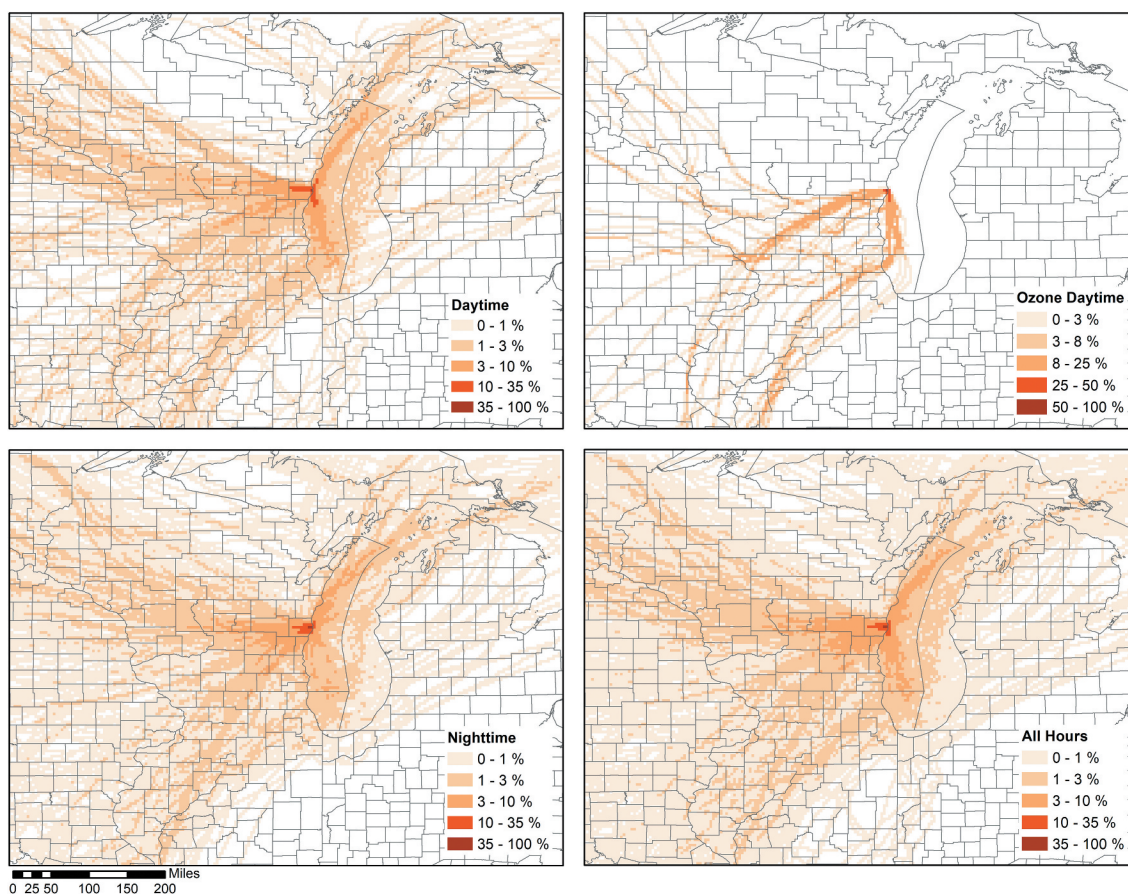 Daytime
0 - 1 %
1 - 3 %
3 - 10 %
10 - 35 %
35 - 100 %
Ozone Daytime
0 - 3 %
3 - 8 %
8 - 25 %
25 - 50 %
50 - 100 %
Nighttime
0 - 1 %
1 - 3 %
3 - 10 %
10 - 35 %
35 - 100 %
All Hours
0 - 1 %
1 - 3 %
3 - 10 %
10 - 35 %
35 - 100 %
Miles
0 25 50 100 150 200